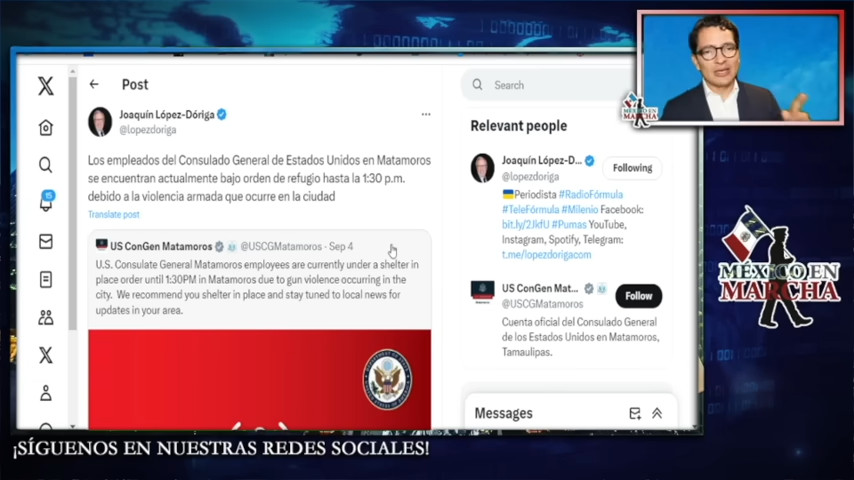 Post
Search
Joaquín López-Dóriga
@lopezdoriga
Los empleados del Consulado General de Estados Unidos en Matamoros
se encuentran actualmente bajo orden de refugio hasta la 1:30 p.m.
debido a la violencia armada que ocurre en la ciudad
Translate post
US ConGen Matamoros @USCGMatamoros · Sep 4
U.S. Consulate General Matamoros employees are currently under a shelter in
place order until 1:30PM in Matamoros due to gun violence occurring in the
city. We recommend you shelter in place and stay tuned to local news for
updates in your area.
15
Relevant people
Joaquín López-D...
@lopezdoriga
Following
Periodista #RadioFórmula
#TeleFórmula #Milenio Facebook:
bit.ly/2JkfU #Pumas YouTube,
Instagram, Spotify, Telegram:
t.me/lopezdorigacom
US ConGen Mat...
@USCGMatamoros
Follow
Cuenta oficial del Consulado General
de los Estados Unidos en Matamoros,
Tamaulipas.
Messages
MÉXICO EN
MARCHA
MÉXICO EN
MARCHA
¡SÍGUENOS EN NUESTRAS REDES SOCIALES!